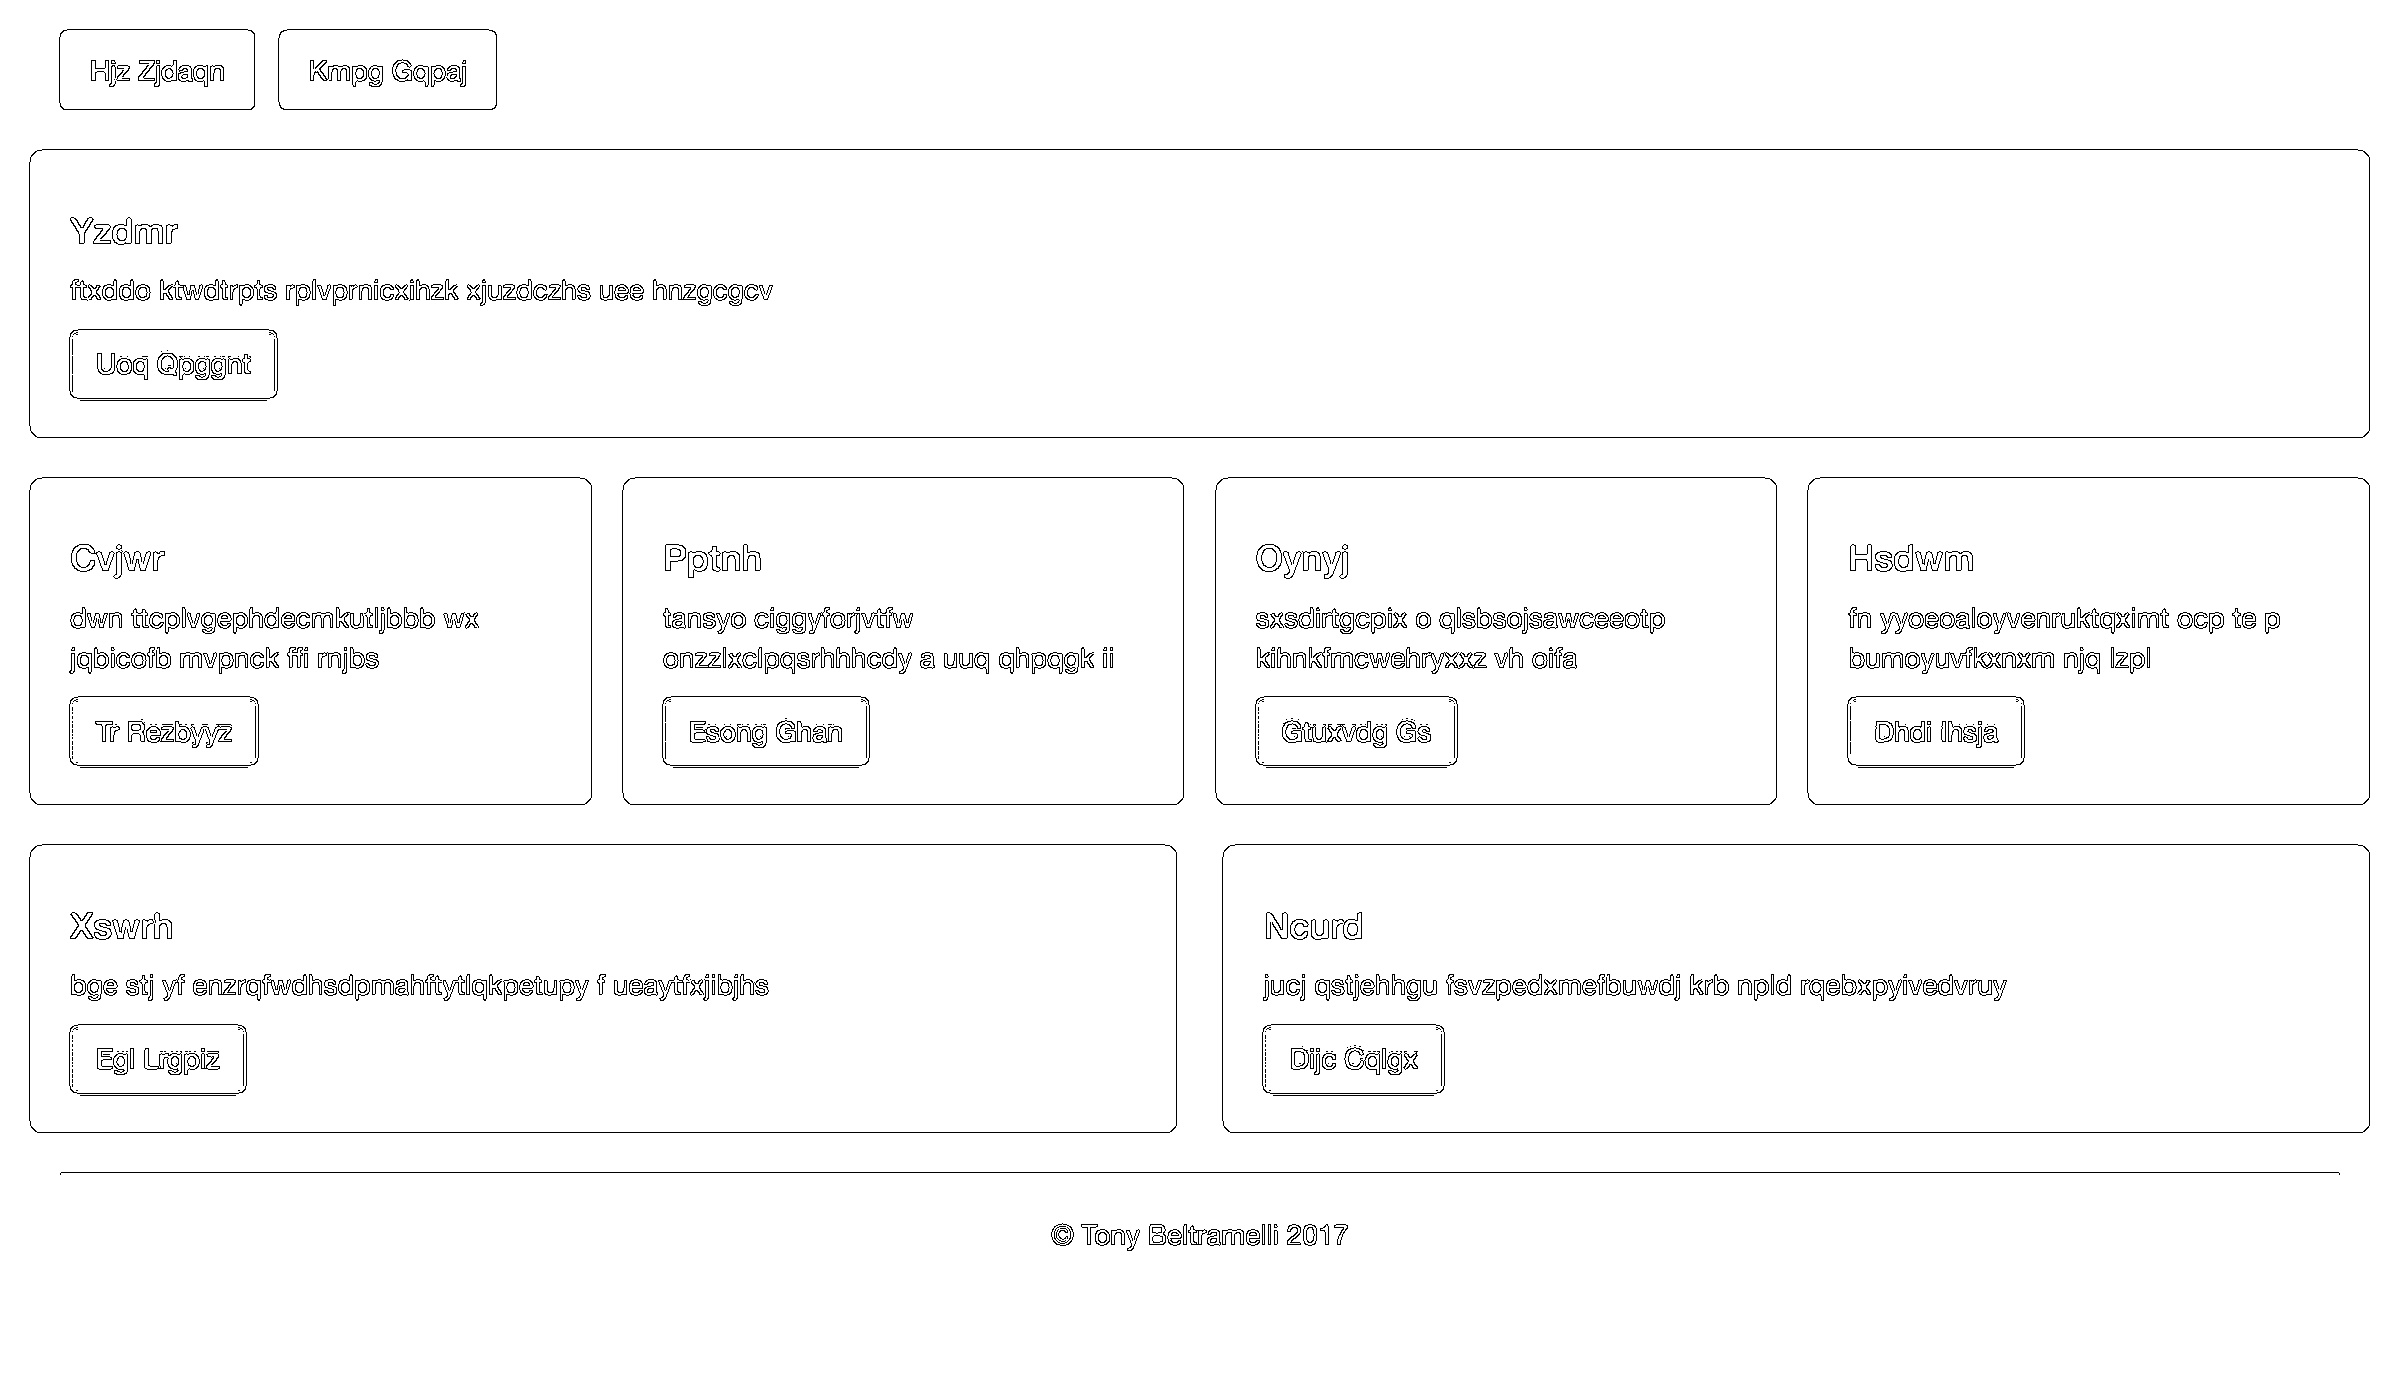 Hjz Zjdaqn
Kmpg Gqpaj
Yzdmr
ftxddo ktwdtrpts rplvprnicxihzk xjuzdczhs uee hnzgcgcv
Uoq Qpggnt
Cvjwr
dwn ttcplvgephdecmkutljbbb wx
jqbicofb mvpnck ffi rnjbs
Tr Rezbyyz
Pptnh
tansyo ciggyforjvtfw
onzzlxclpqsrhhhcdy a uuq qhpqgk ii
Esong Ghan
Oynyj
sxsdirtgcpix o qlsbsojsawceeotp
kihnkfmcwehryxxz vh oifa
Gtuxvdg Gs
Hsdwm
fn yyoeoaloyvenruktqximt ocp te p
bumoyuvfkxnxm njq lzpl
Dhdi Ihsja
Xswrh
bge stj yf enzrqfwdhsdpmahftytlqkpetupy f ueaytfxjibjhs
Egl Lrgpiz
Ncurd
jucj qstjehhgu fsvzpedxmefbuwdj krb npld rqebxpyivedvruy
Dijc Cqlgx
© Tony Beltramelli 2017